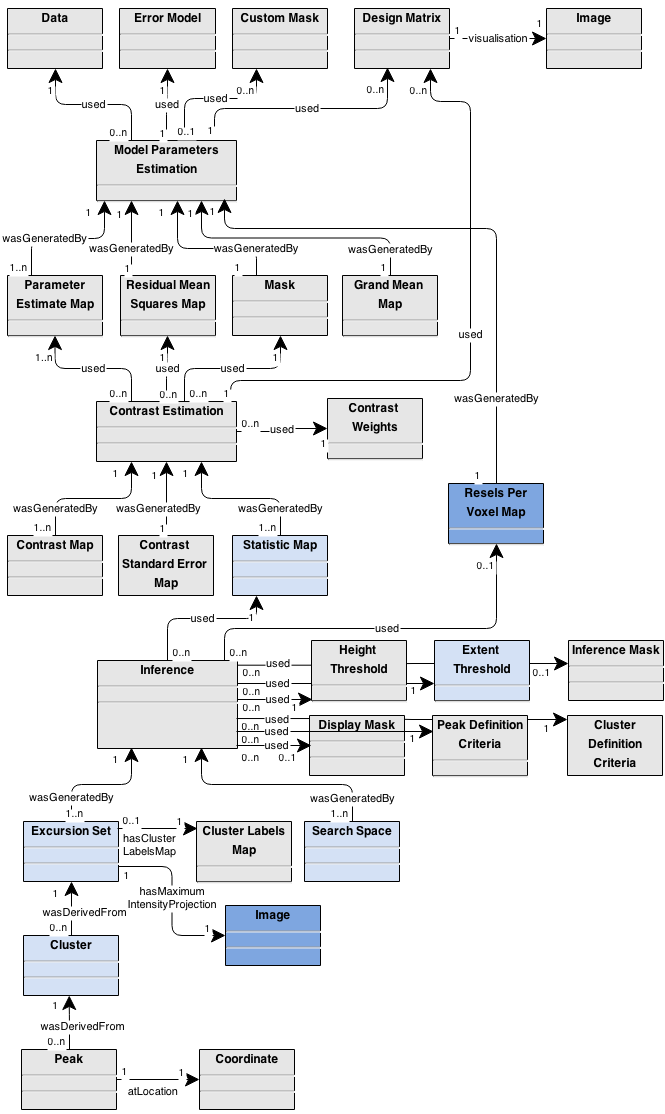 Data
Error Model
Custom Mask
Design Matrix
Image
1
visualisation
1
1
used
0..n
1
used
1
0..n
used
0..1
0..n
used
1
0..n
Model Parameters
Estimation
1
wasGeneratedBy
1..n
1
wasGeneratedBy
1
1
wasGeneratedBy
1
1
wasGeneratedBy
1
1
Parameter
Estimate Map
Residual Mean
Squares Map
Mask
Grand Mean
Map
1..n
used
0..n
1
used
0..n
1
used
0..n
used
1
wasGeneratedBy
1
Contrast Estimation
0..n
used
1
Contrast
Weights
1
wasGeneratedBy
1..n
1
wasGeneratedBy
1
1
wasGeneratedBy
1..n
Resels Per
Voxel Map
Contrast Map
Contrast
Standard Error
Map
Statistic Map
0..1
used
1
0..n
used
0..n
Inference
used
0..n
used
0..n
used
0..n
1
Height
Threshold
1
Extent
Threshold
0..1
Inference Mask
used
0..n
used
0..n
used
0..n
0..1
Display Mask
1
Peak Definition
Criteria
1
Cluster
Definition
Criteria
1
wasGeneratedBy
1..n
1
wasGeneratedBy
1..n
Excursion Set
0..1
hasCluster
LabelsMap
1
Cluster Labels
Map
Search Space
1
hasMaximum
IntensityProjection
1
Image
1
wasDerivedFrom
0..n
Cluster
1
wasDerivedFrom
0..n
Peak
1
atLocation
1
Coordinate